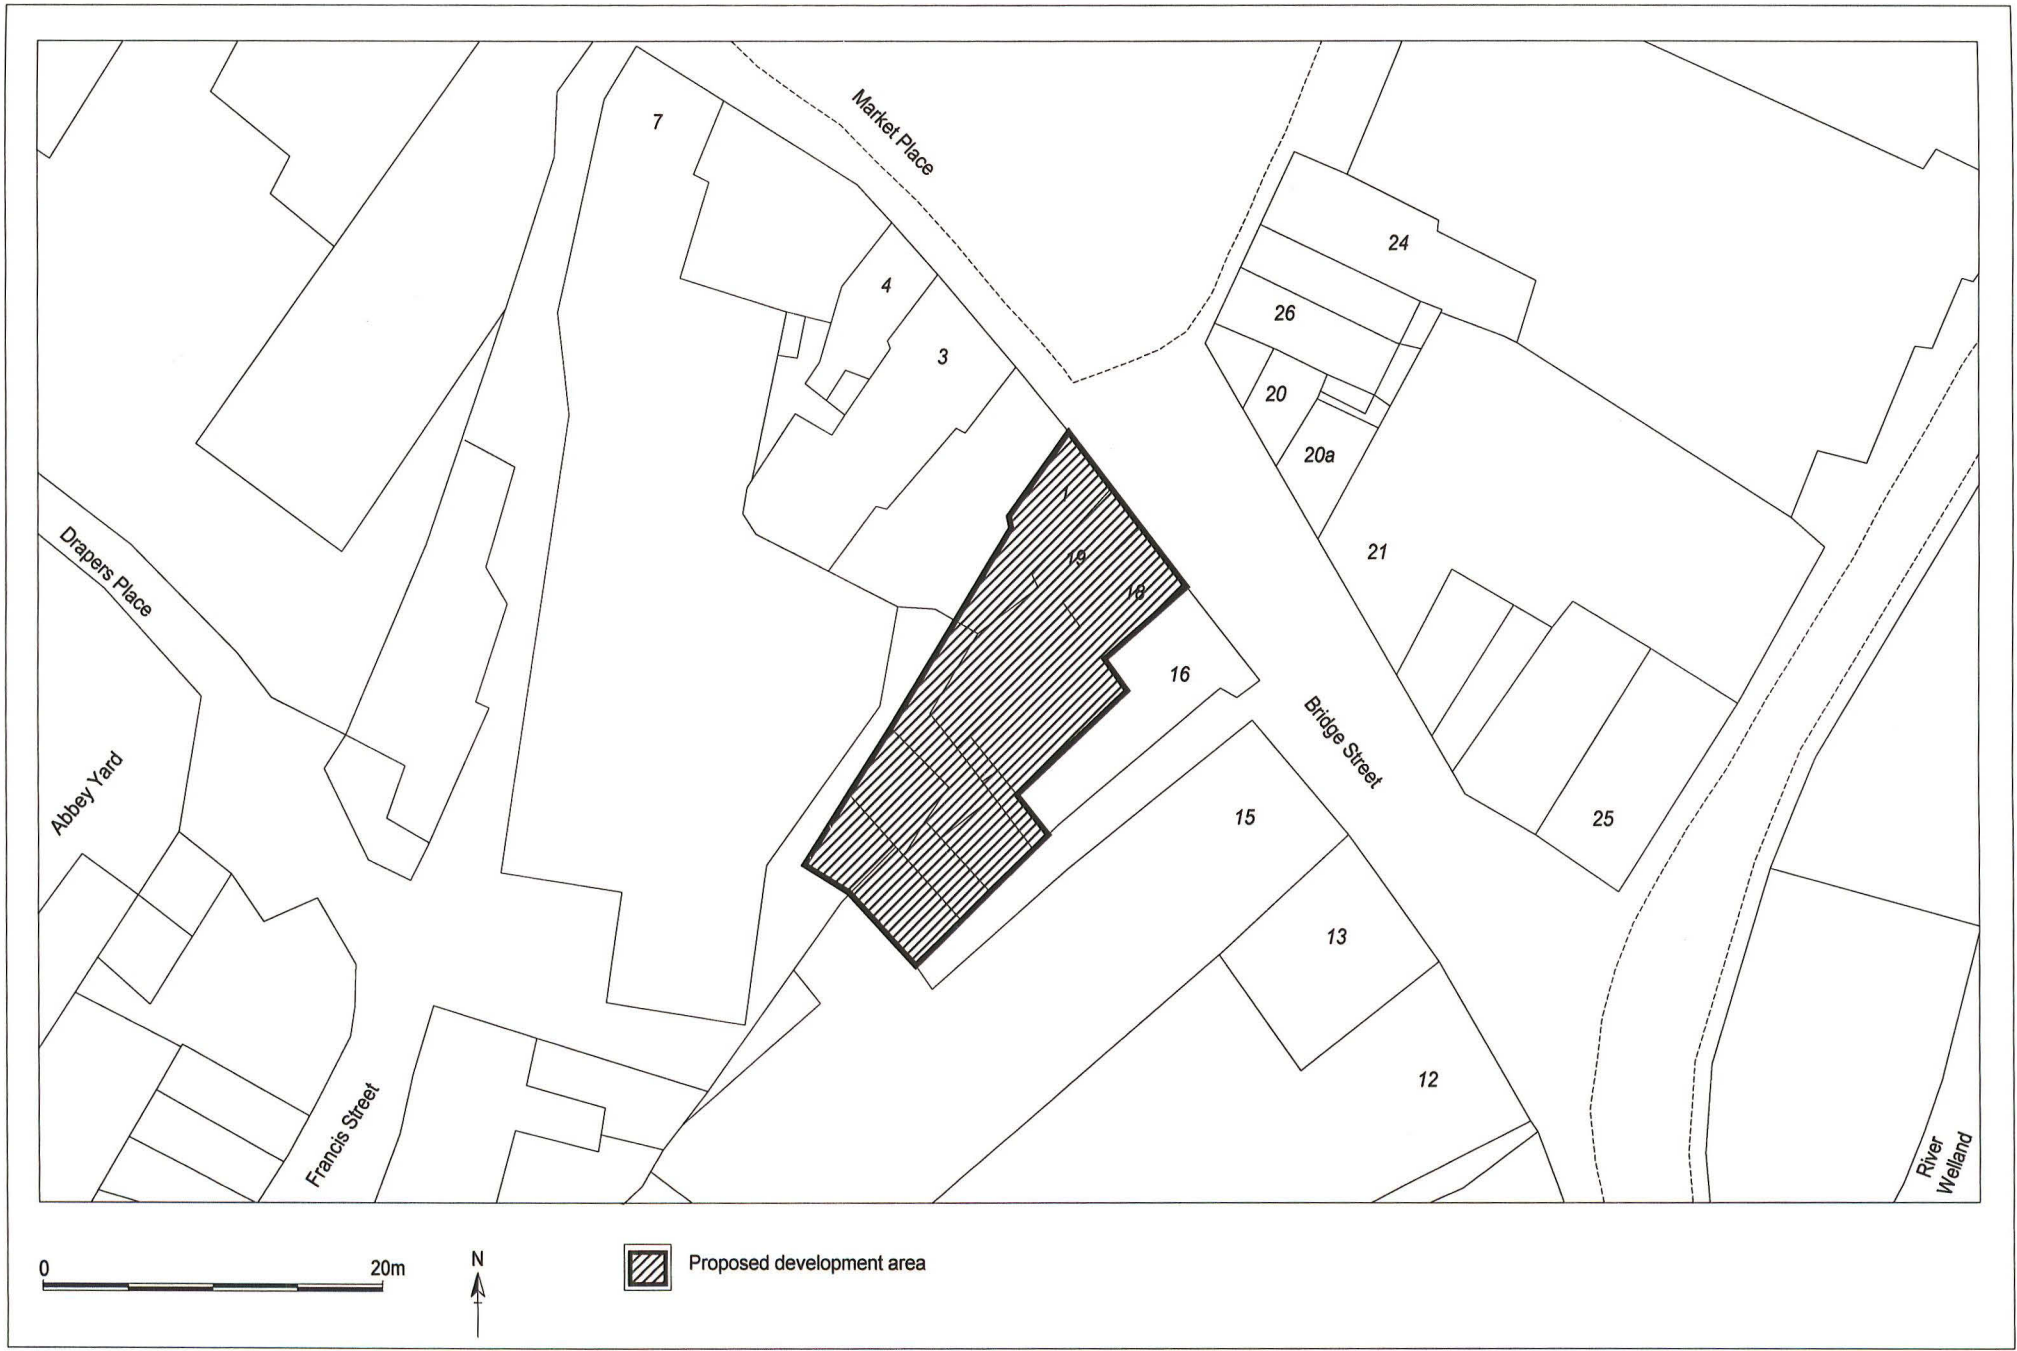 7
Market Place
24
4
26
3
20
20a
1
19
18
21
Drapers Place
16
Bridge Street
Abbey Yard
15
25
13
12
Francis Street
River
Welland
0
20m
N
Proposed development area